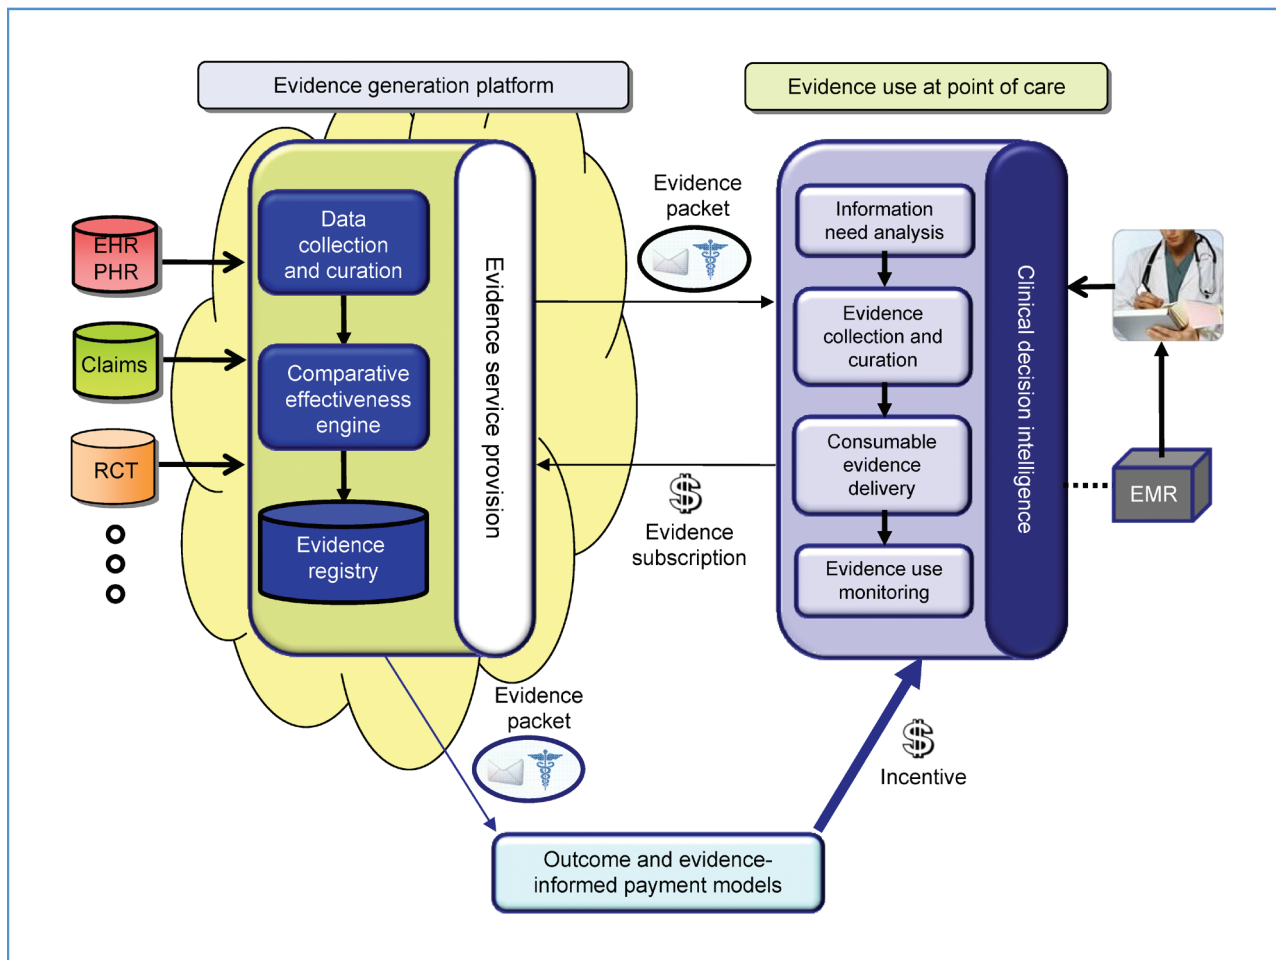 Evidence generation platform
Evidence use at point of care
EHR
PHR
Claims
RCT
Data
collection
and curation
Comparative
effectiveness
engine
Evidence
registry
Evidence service provision
Evidence
packet
$
Evidence
subscription
Information
need analysis
Evidence
collection and
curation
Consumable
evidence
delivery
Evidence use
monitoring
Clinical decision intelligence
EMR
Evidence
packet
$
Incentive
Outcome and evidence-
informed payment models